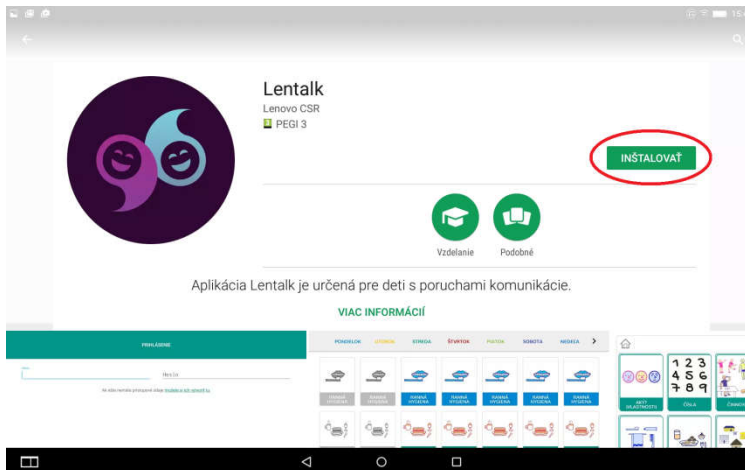 Lentalk
Lenovo CSR
PEGI 3
INŠTALOVAŤ
Vzdelanie
Podobné
Aplikácia Lentalk je určená pre deti s poruchami komunikácie.
VIAC INFORMÁCIÍ
PRIHLÁSENIE
Heslo
PONDELOK UTOROK STREDA ŠTVRTOK PIATOK SOBOTA NEDEĽA
RANNÁ HYGIENA RANNÁ HYGIENA RANNÁ HYGIENA RANNÁ HYGIENA RANNÁ HYGIENA RANNÁ HYGIENA
1 2 3
4 5 6
7 8 9
ČÍSLA